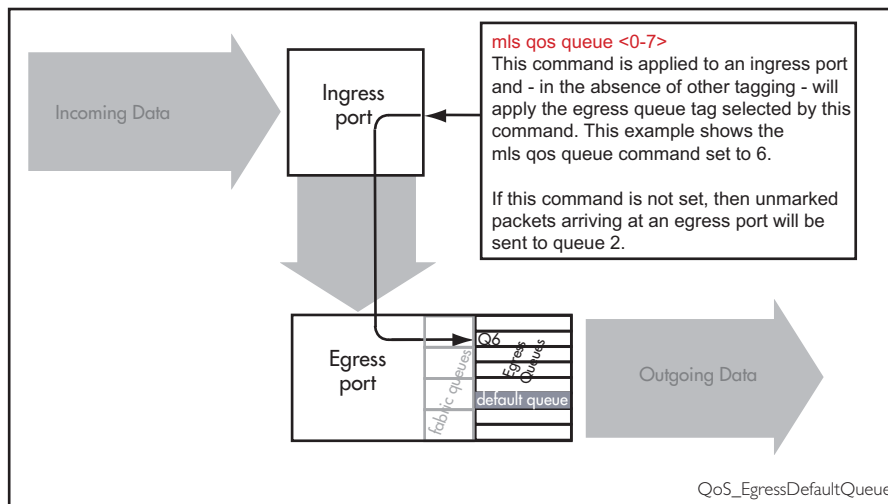 mls qos queue <0-7>
This command is applied to an ingress port
and - in the absence of other tagging - will
apply the egress queue tag selected by this
command. This example shows the
mls qos queue command set to 6.
If this command is not set, then unmarked
packets arriving at an egress port will be
sent to queue 2.
Incoming Data
Ingress
port
Egress
port
fabric queues
Q6
Egress
Queues
default queue
Outgoing Data
QoS_EgressDefaultQueue